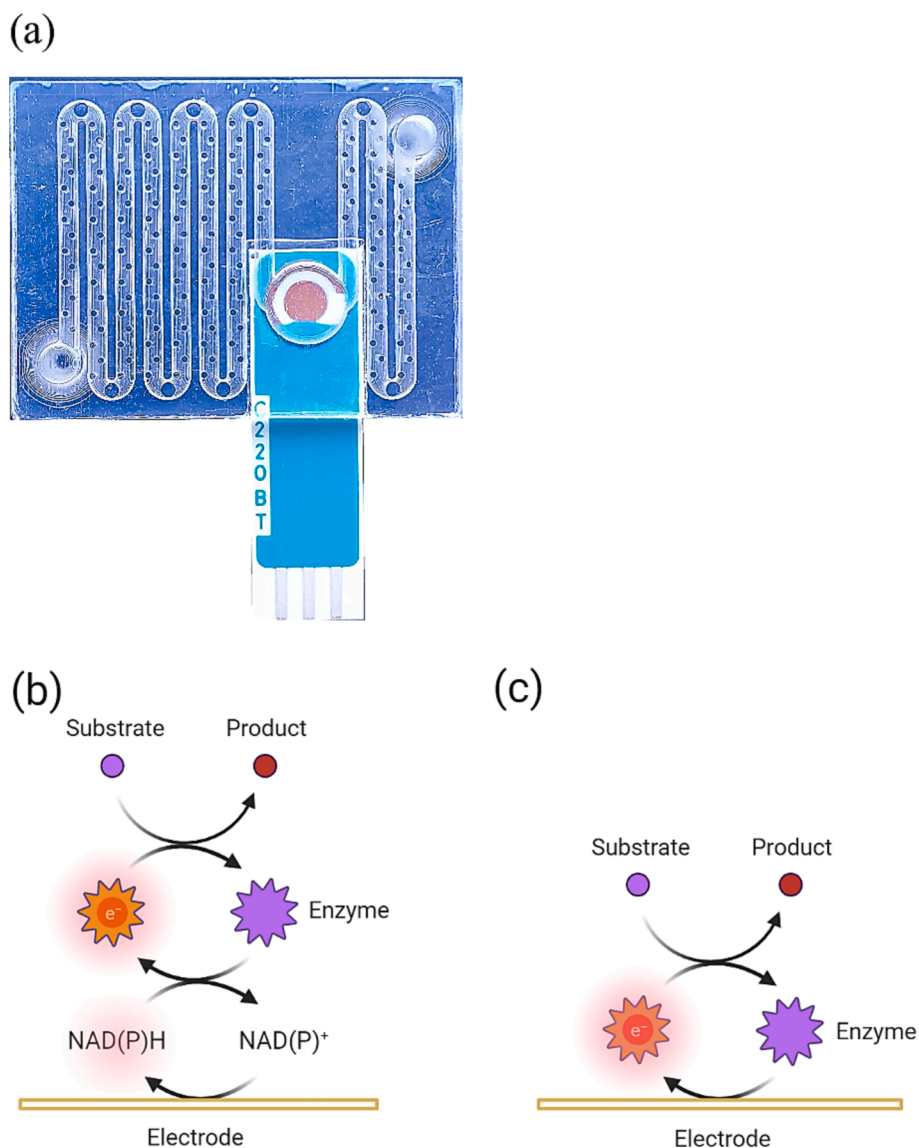 (a)
C
2
2
0
B
T
(b)
Substrate Product
e⁻
Enzyme
NAD(P)H NAD(P)⁺
Electrode
(c)
Substrate Product
e⁻
Enzyme
Electrode